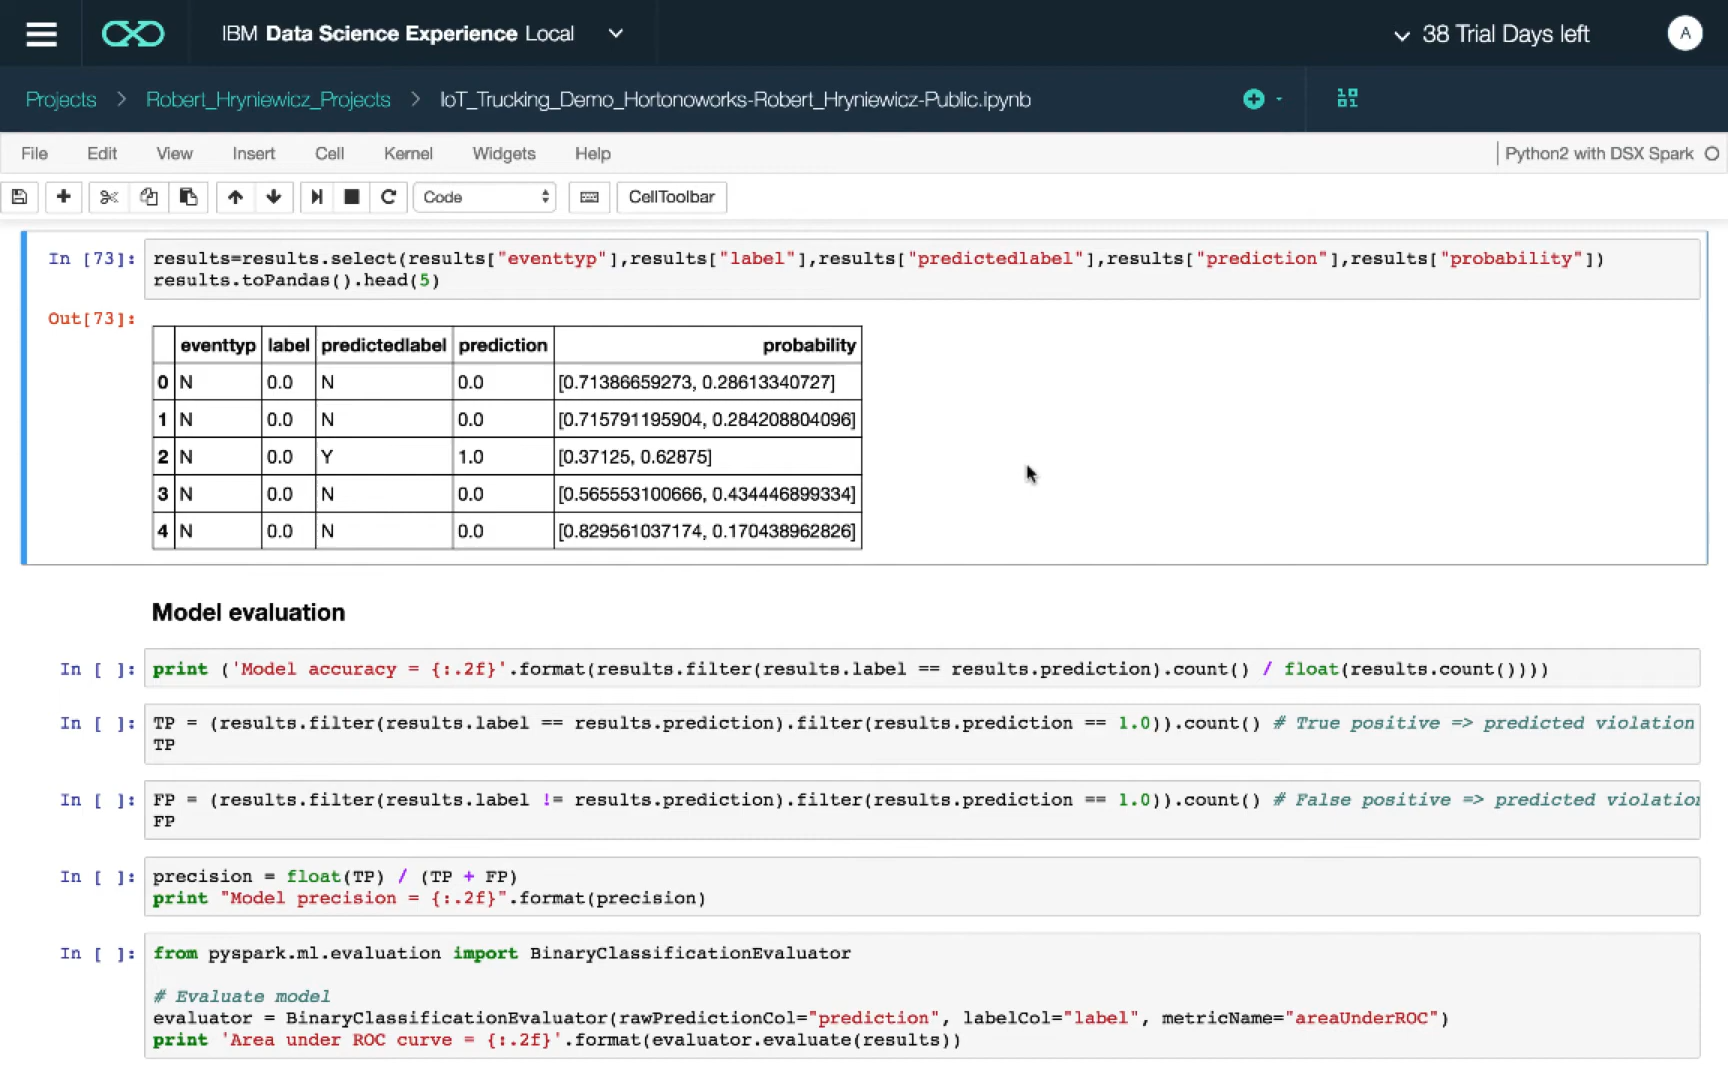 IBM Data Science Experience Local
38 Trial Days left
A
Projects > Robert_Hryniewicz_Projects > IoT_Trucking_Demo_Hortonoworks-Robert_Hryniewicz-Public.ipynb
File Edit View Insert Cell Kernel Widgets Help
Python2 with DSX Spark
Code
CellToolbar
In [73]: results=results.select(results["eventtyp"],results["label"],results["predictedlabel"],results["prediction"],results["probability"])
results.toPandas().head(5)
Out[73]:
eventtyp label predictedlabel prediction probability
0 N 0.0 N 0.0 [0.71386659273, 0.28613340727]
1 N 0.0 N 0.0 [0.715791195904, 0.284208804096]
2 N 0.0 Y 1.0 [0.37125, 0.62875]
3 N 0.0 N 0.0 [0.565553100666, 0.434446899334]
4 N 0.0 N 0.0 [0.829561037174, 0.170438962826]
Model evaluation
In [ ]: print ('Model accuracy = {:.2f}'.format(results.filter(results.label == results.prediction).count() / float(results.count())))
In [ ]: TP = (results.filter(results.label == results.prediction).filter(results.prediction == 1.0)).count() # True positive => predicted violation
TP
In [ ]: FP = (results.filter(results.label != results.prediction).filter(results.prediction == 1.0)).count() # False positive => predicted violation
FP
In [ ]: precision = float(TP) / (TP + FP)
print "Model precision = {:.2f}".format(precision)
In [ ]: from pyspark.ml.evaluation import BinaryClassificationEvaluator
# Evaluate model
evaluator = BinaryClassificationEvaluator(rawPredictionCol="prediction", labelCol="label", metricName="areaUnderROC")
print 'Area under ROC curve = {:.2f}'.format(evaluator.evaluate(results))